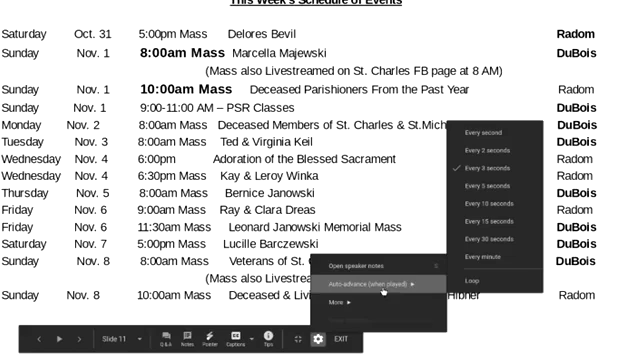 This Week's Schedule of Events
Saturday Oct. 31 5:00pm Mass Delores Bevil Radom
Sunday Nov. 1 8:00am Mass Marcella Majewski DuBois
(Mass also Livestreamed on St. Charles FB page at 8 AM)
Sunday Nov. 1 10:00am Mass Deceased Parishioners From the Past Year Radom
Sunday Nov. 1 9:00-11:00 AM – PSR Classes DuBois
Monday Nov. 2 8:00am Mass Deceased Members of St. Charles & St.Mich DuBois
Tuesday Nov. 3 8:00am Mass Ted & Virginia Keil DuBois
Wednesday Nov. 4 6:00pm Adoration of the Blessed Sacrament Radom
Wednesday Nov. 4 6:30pm Mass Kay & Leroy Winka Radom
Thursday Nov. 5 8:00am Mass Bernice Janowski DuBois
Friday Nov. 6 9:00am Mass Ray & Clara Dreas Radom
Friday Nov. 6 11:30am Mass Leonard Janowski Memorial Mass DuBois
Saturday Nov. 7 5:00pm Mass Lucille Barczewski DuBois
Sunday Nov. 8 8:00am Mass Veterans of St. DuBois
(Mass also Livestrea
Sunday Nov. 8 10:00am Mass Deceased & Livi Hibner Radom
Every second
Every 2 seconds
Every 3 seconds
Every 5 seconds
Every 10 seconds
Every 15 seconds
Every 30 seconds
Every minute
Loop
Open speaker notes S
Auto-advance (when played)
More
Slide 11 Q&A Notes Pointer Captions Tips EXIT